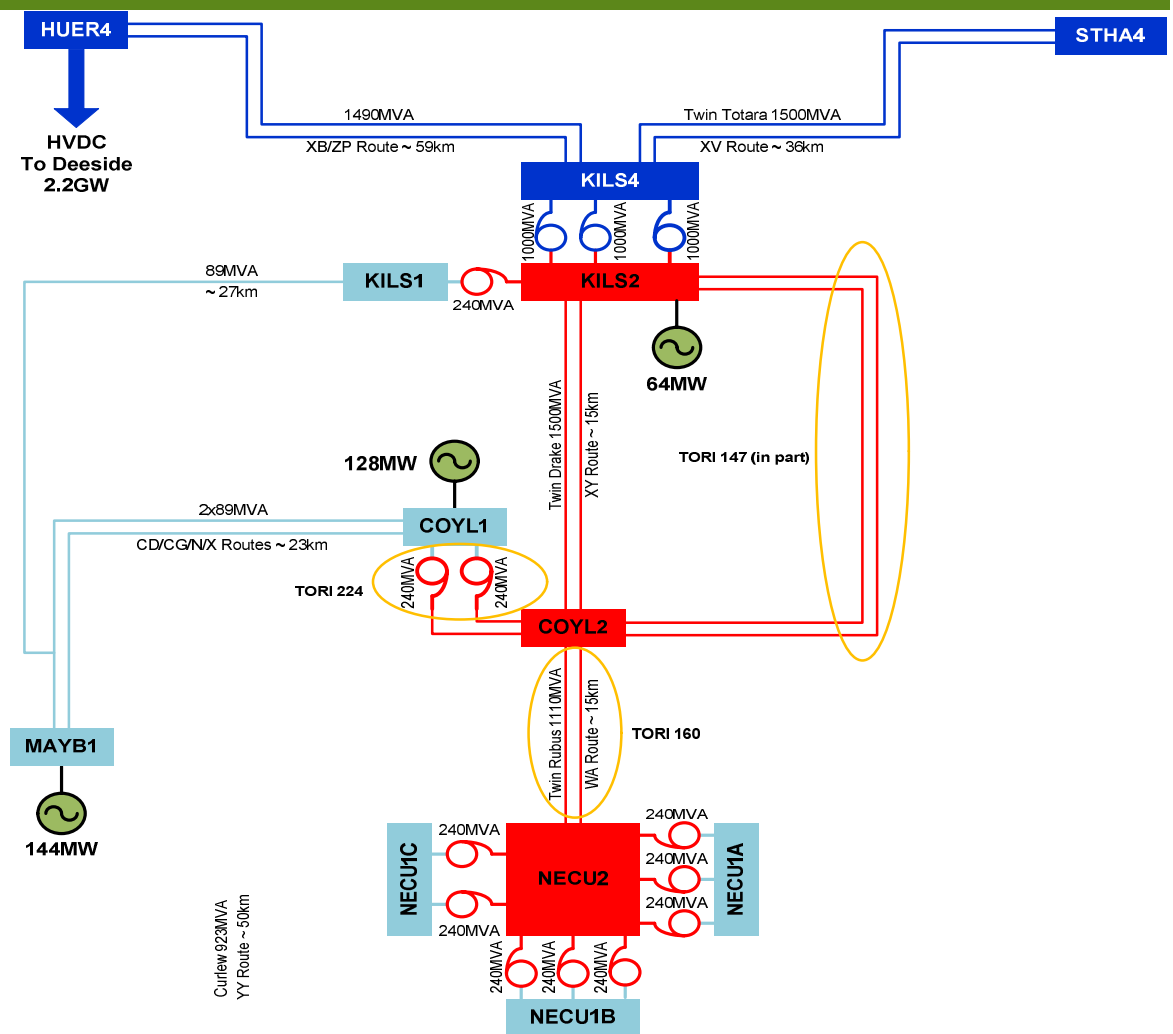 HUER4
STHA4
1490MVA
Twin Totara 1500MVA
XB/ZP Route ~ 59km
XV Route ~ 36km
HVDC
To Deeside
2.2GW
KILS4
1000MVA
1000MVA
1000MVA
89MVA
~ 27km
KILS1
KILS2
240MVA
64MW
Twin Drake 1500MVA
XY Route ~ 15km
TORI 147 (in part)
128MW
2x89MVA
COYL1
CD/CG/N/X Routes ~ 23km
TORI 224
240MVA
240MVA
COYL2
Twin Rubus 1110MVA
WA Route ~ 15km
TORI 160
MAYB1
144MW
240MVA
240MVA
NECU1C
NECU2
240MVA
NECU1A
240MVA
240MVA
Curlew 923MVA
YY Route ~ 50km
240MVA
240MVA
240MVA
NECU1B